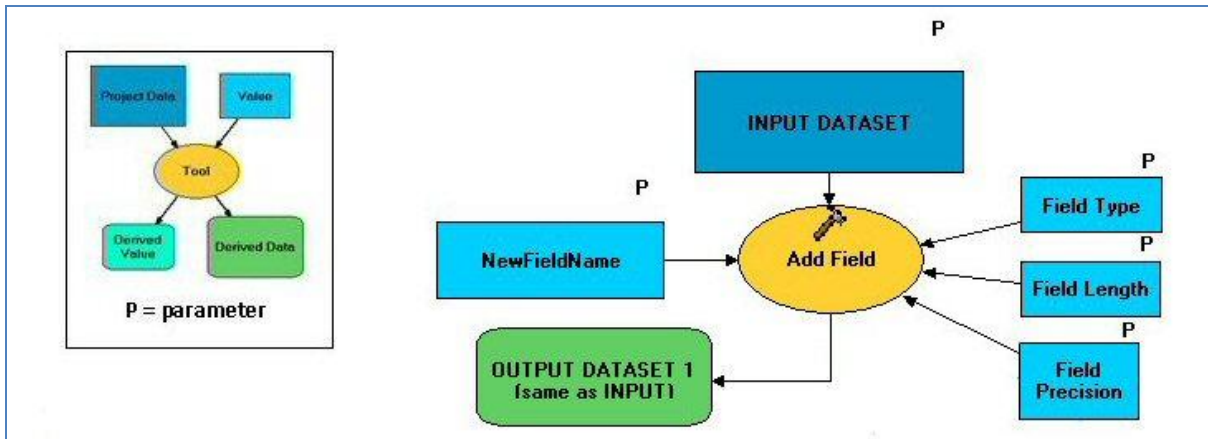 Project Data
Value
Tool
Derived
Value
Derived Data
P = parameter
P
INPUT DATASET
P
NewFieldName
Add Field
P
Field Type
P
Field Length
P
Field
Precision
OUTPUT DATASET 1
(same as INPUT)